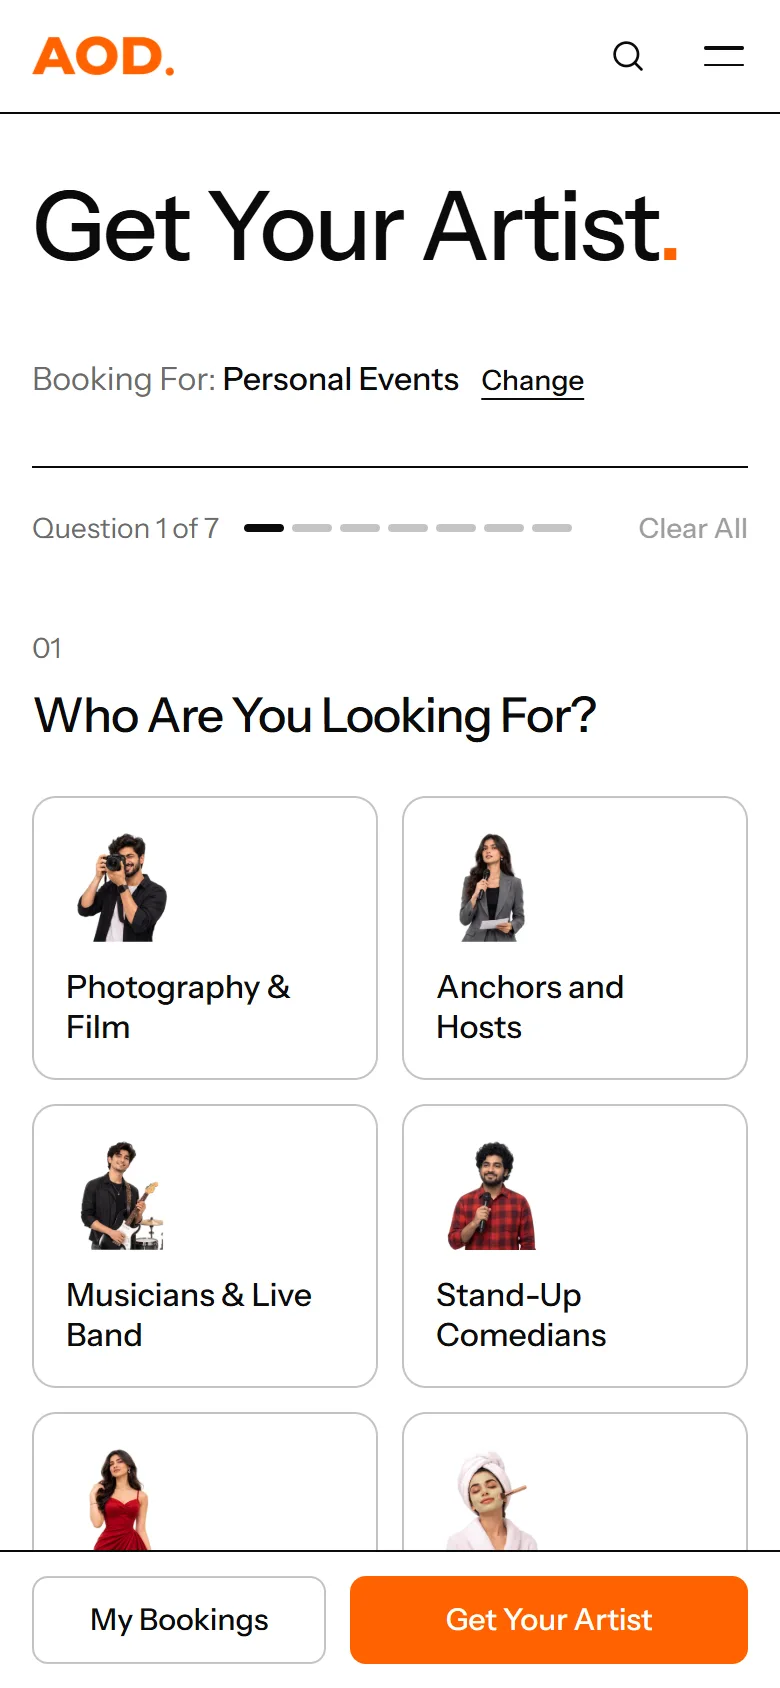 AOD.
Get Your Artist.
Booking For: Personal Events Change
Question 1 of 7 Clear All
01
Who Are You Looking For?
Photography &
Film
Anchors and
Hosts
Musicians & Live
Band
Stand-Up
Comedians
My Bookings
Get Your Artist